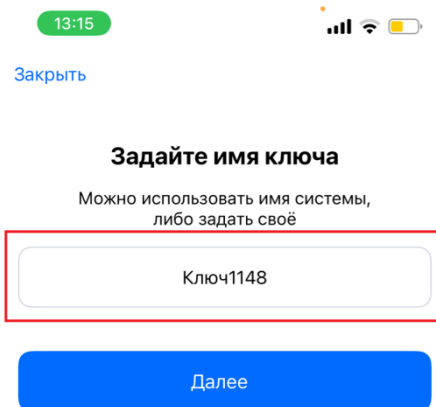 13:15
Закрыть
Задайте имя ключа
Можно использовать имя системы,
либо задать своё
Ключ1148
Далее